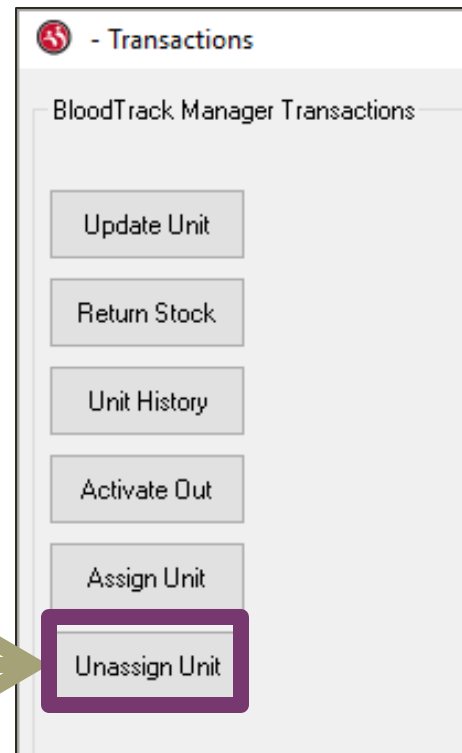 - Transactions
BloodTrack Manager Transactions
Update Unit
Return Stock
Unit History
Activate Out
Assign Unit
Unassign Unit